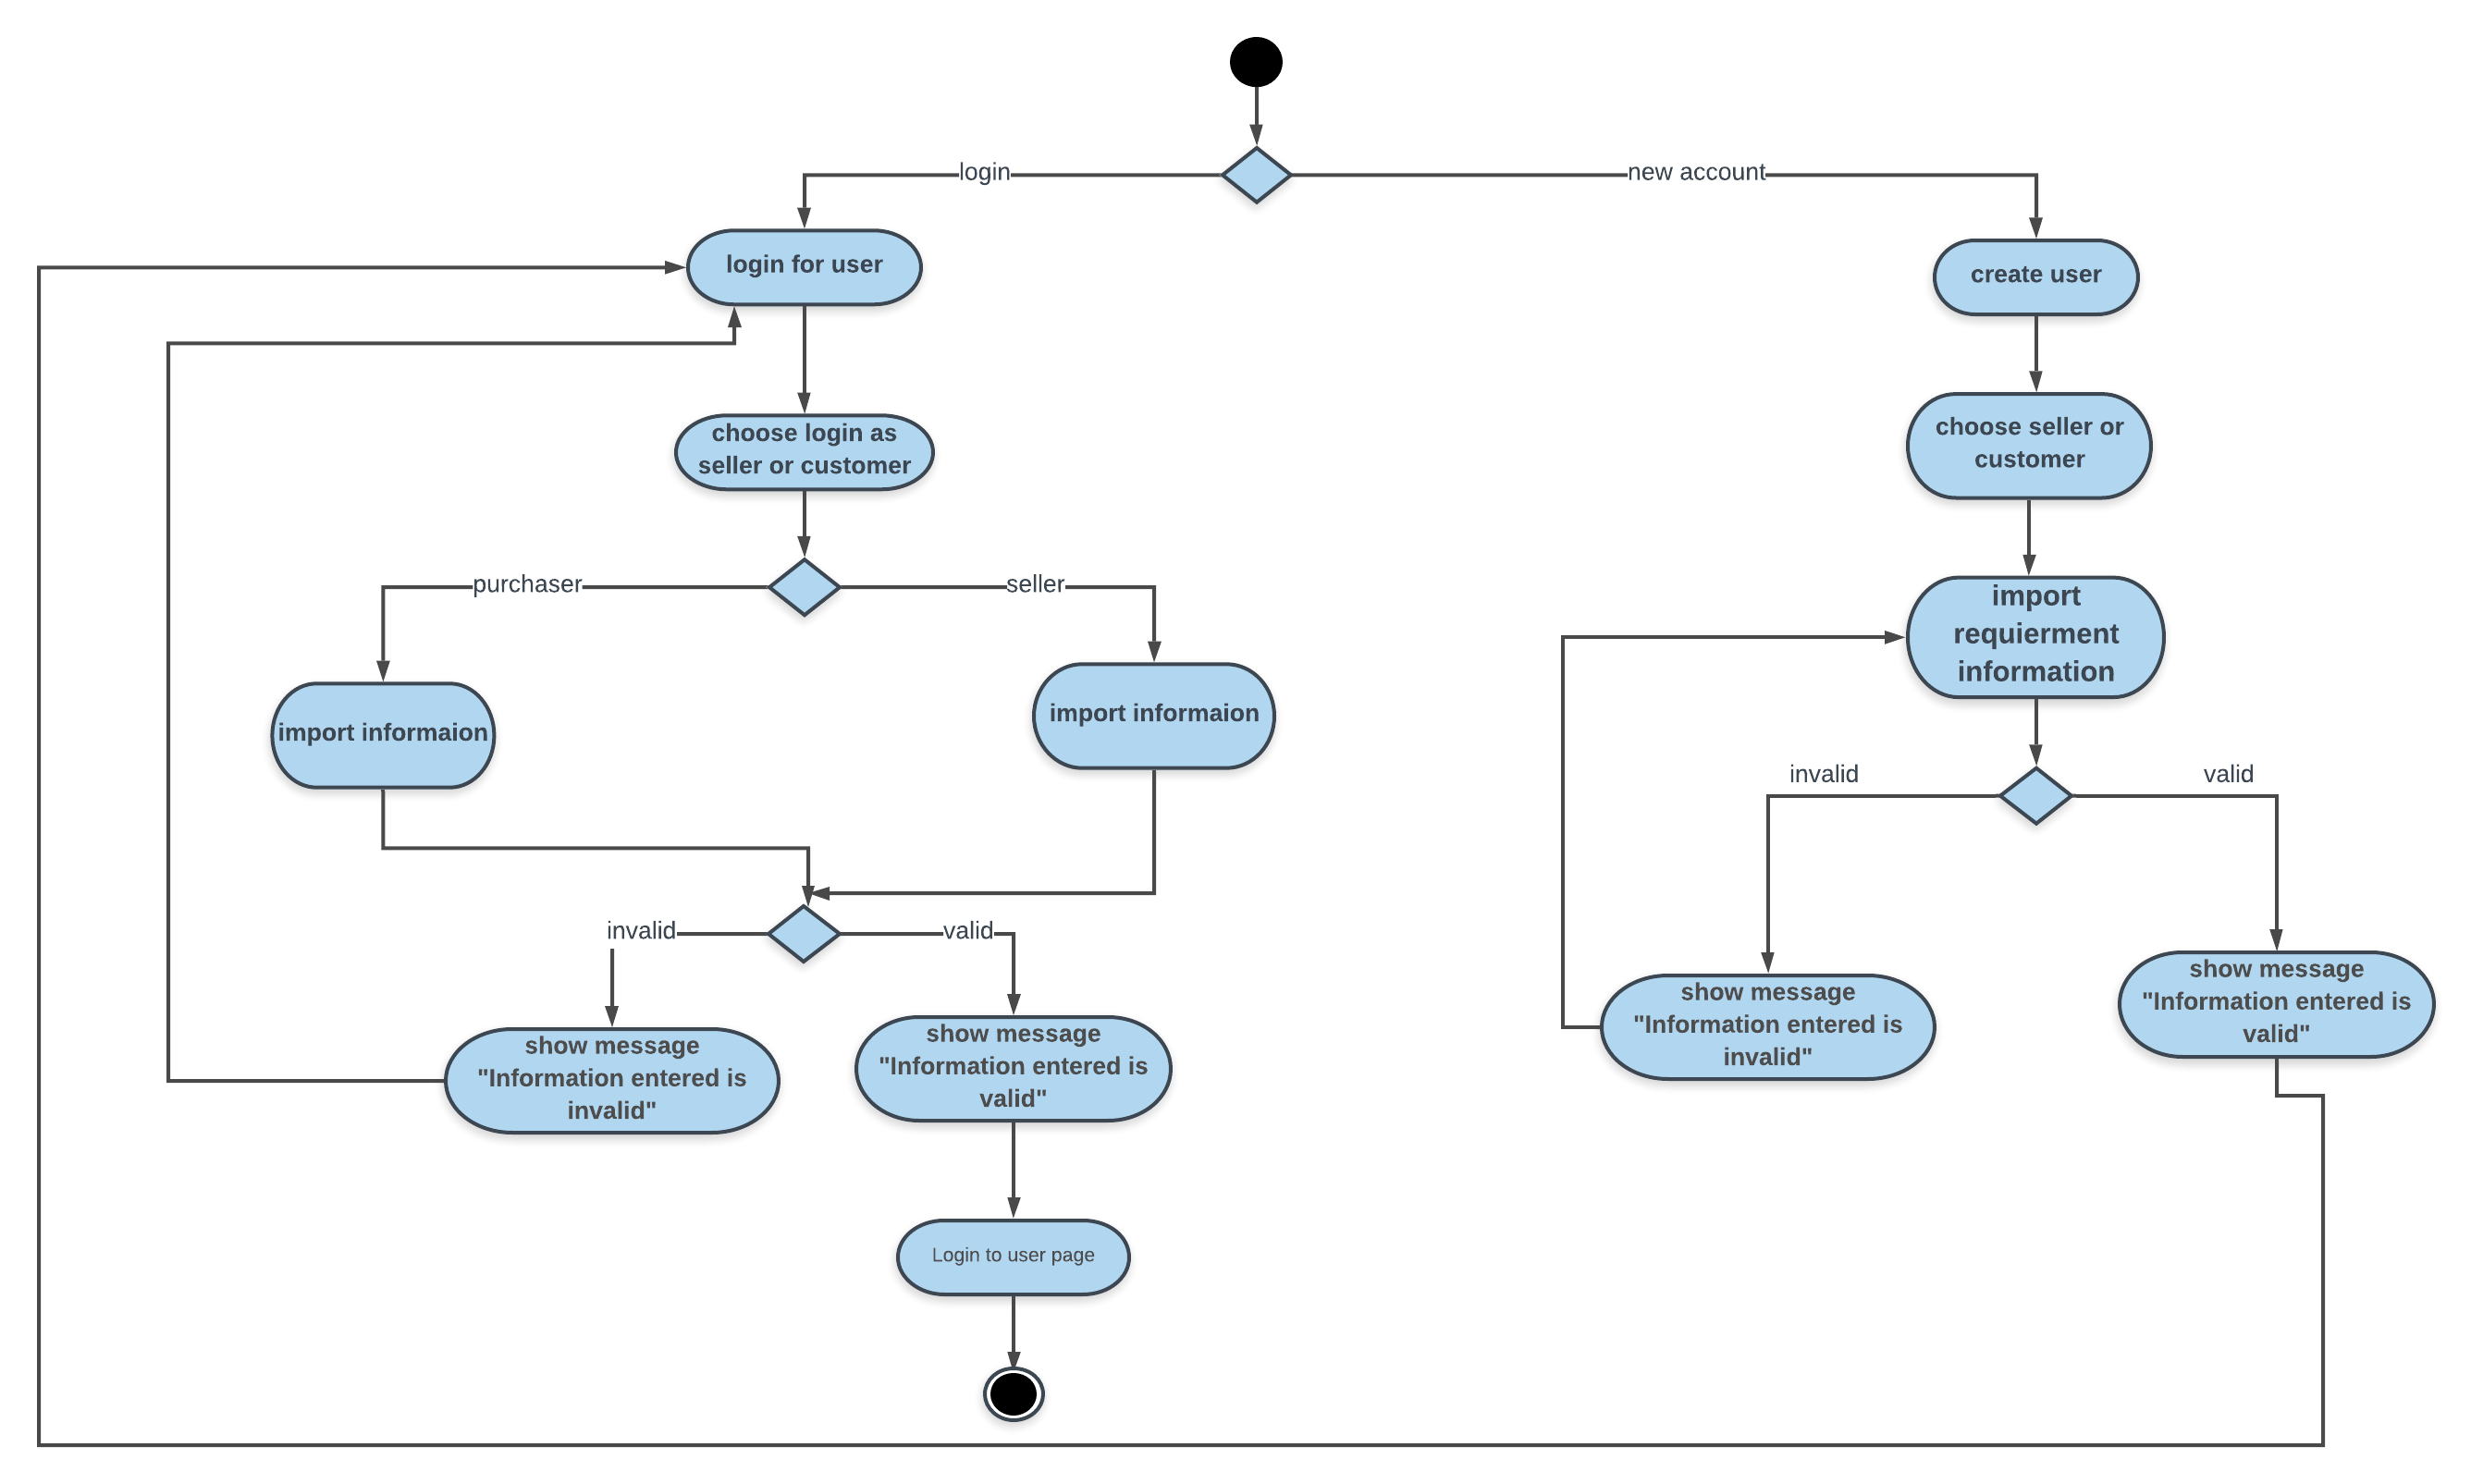 login
new account
login for user
create user
choose login as
seller or customer
choose seller or
customer
purchaser
seller
import
requierment
information
import informaion
import informaion
invalid
valid
invalid
valid
show message
"Information entered is
invalid"
show message
"Information entered is
valid"
show message
"Information entered is
invalid"
show message
"Information entered is
valid"
Login to user page